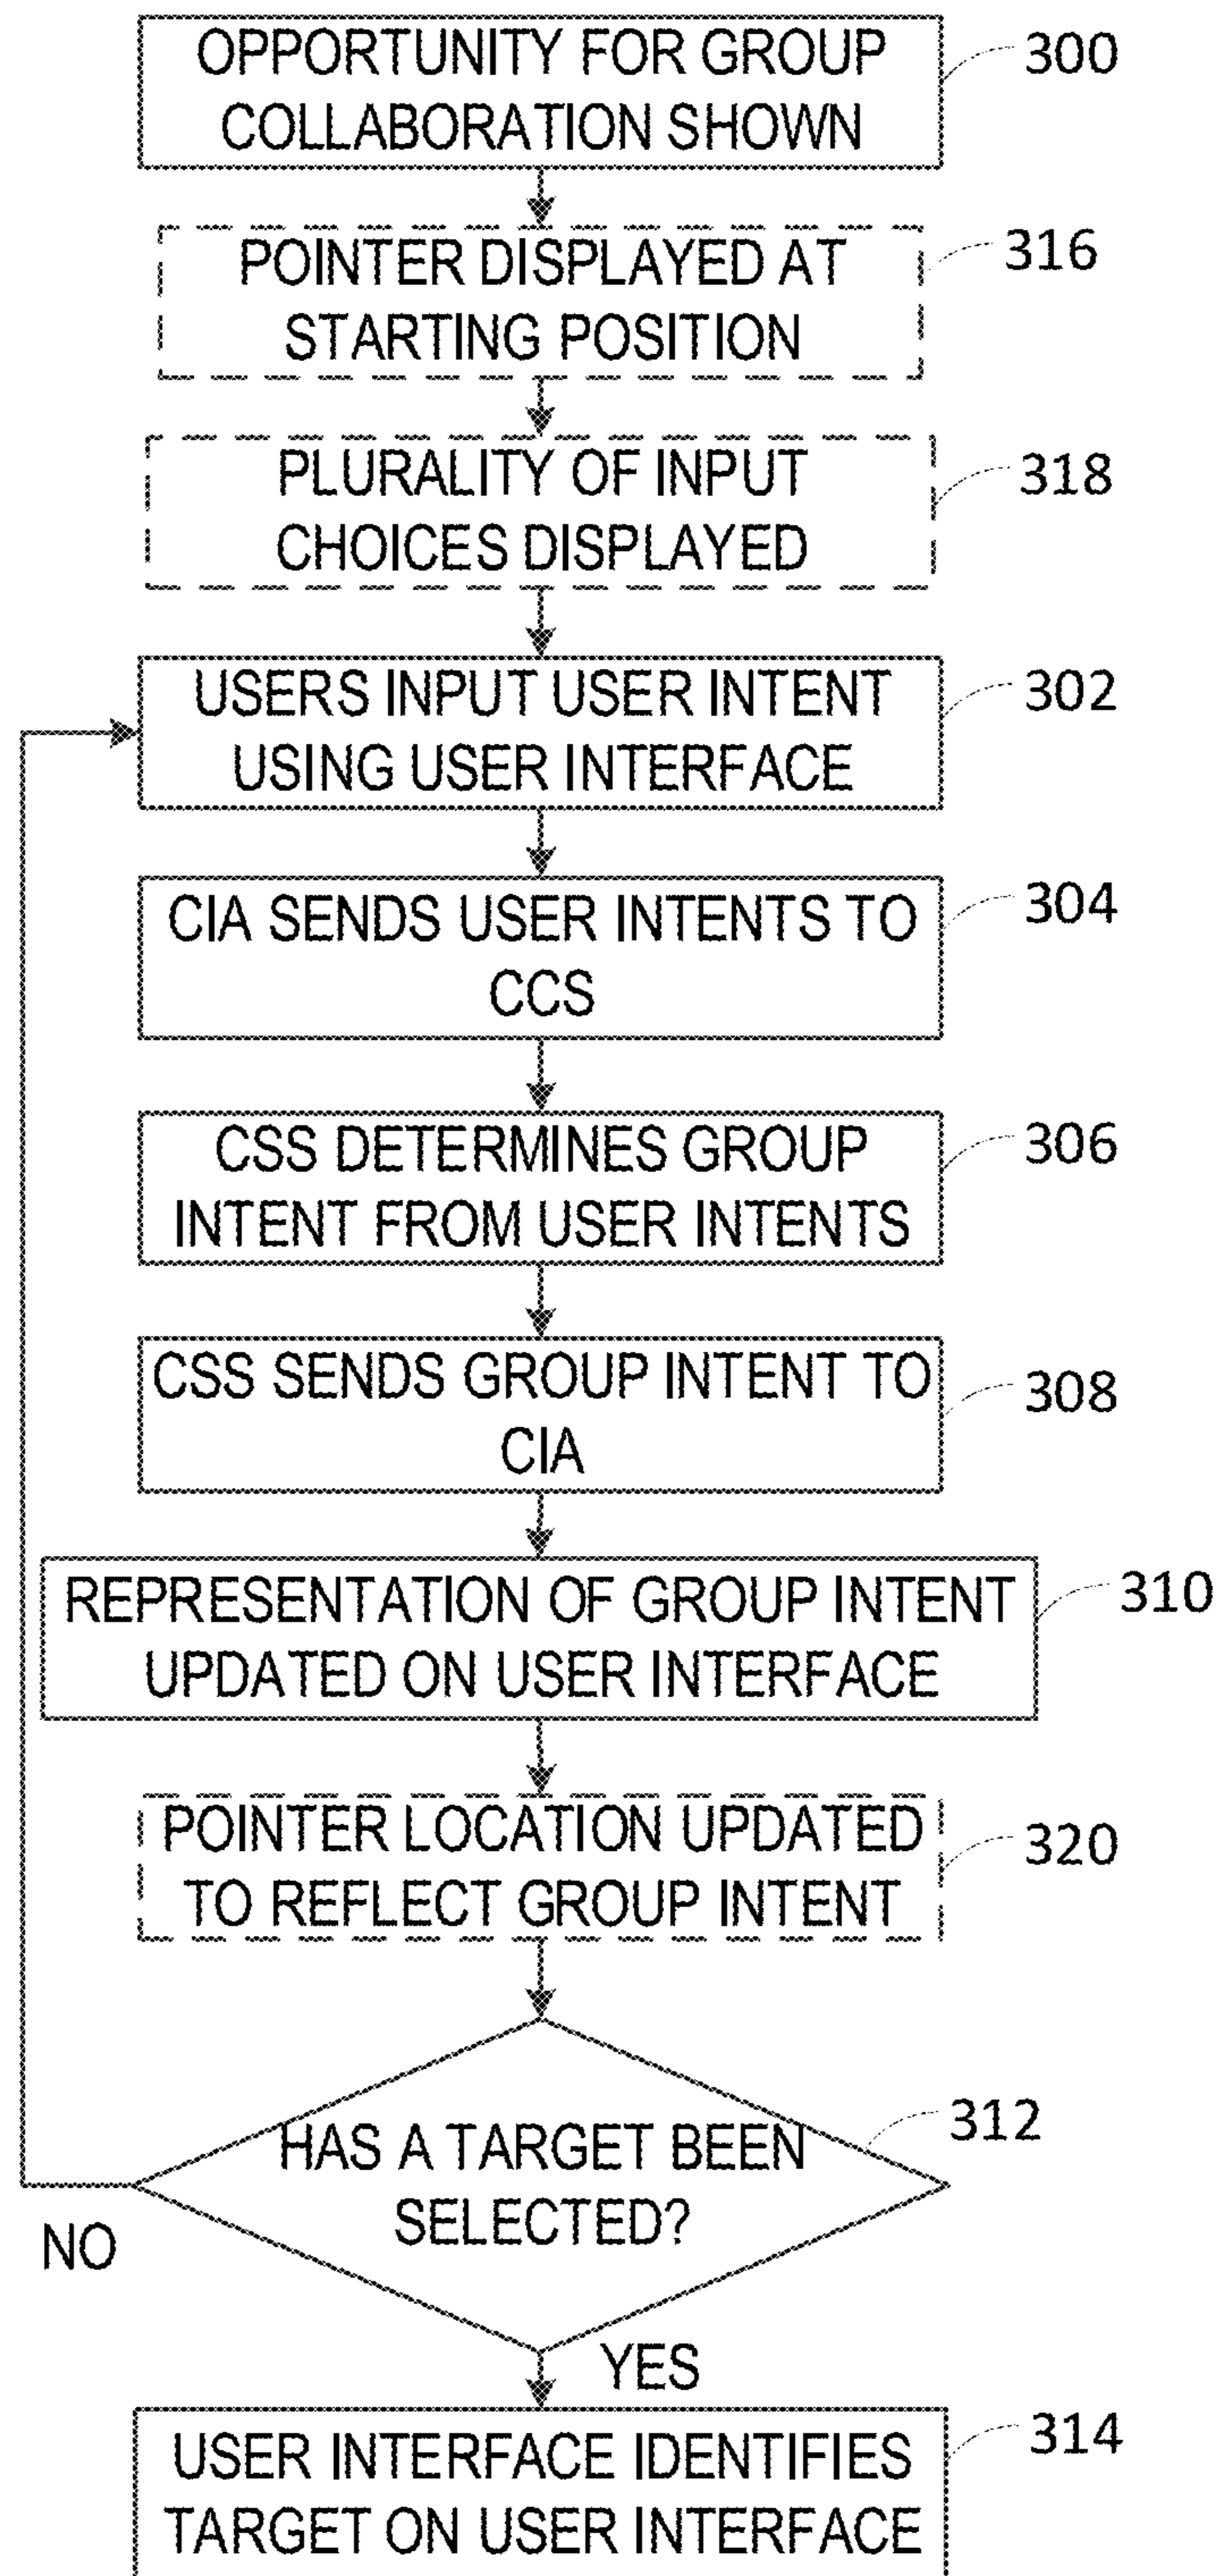 OPPORTUNITY FOR GROUP
COLLABORATION SHOWN
300
POINTER DISPLAYED AT
STARTING POSITION
316
PLURALITY OF INPUT
CHOICES DISPLAYED
318
USERS INPUT USER INTENT
USING USER INTERFACE
302
CIA SENDS USER INTENTS TO
CCS
304
CSS DETERMINES GROUP
INTENT FROM USER INTENTS
306
CSS SENDS GROUP INTENT TO
CIA
308
REPRESENTATION OF GROUP INTENT
UPDATED ON USER INTERFACE
310
POINTER LOCATION UPDATED
TO REFLECT GROUP INTENT
320
HAS A TARGET BEEN
SELECTED?
312
NO
YES
USER INTERFACE IDENTIFIES
TARGET ON USER INTERFACE
314